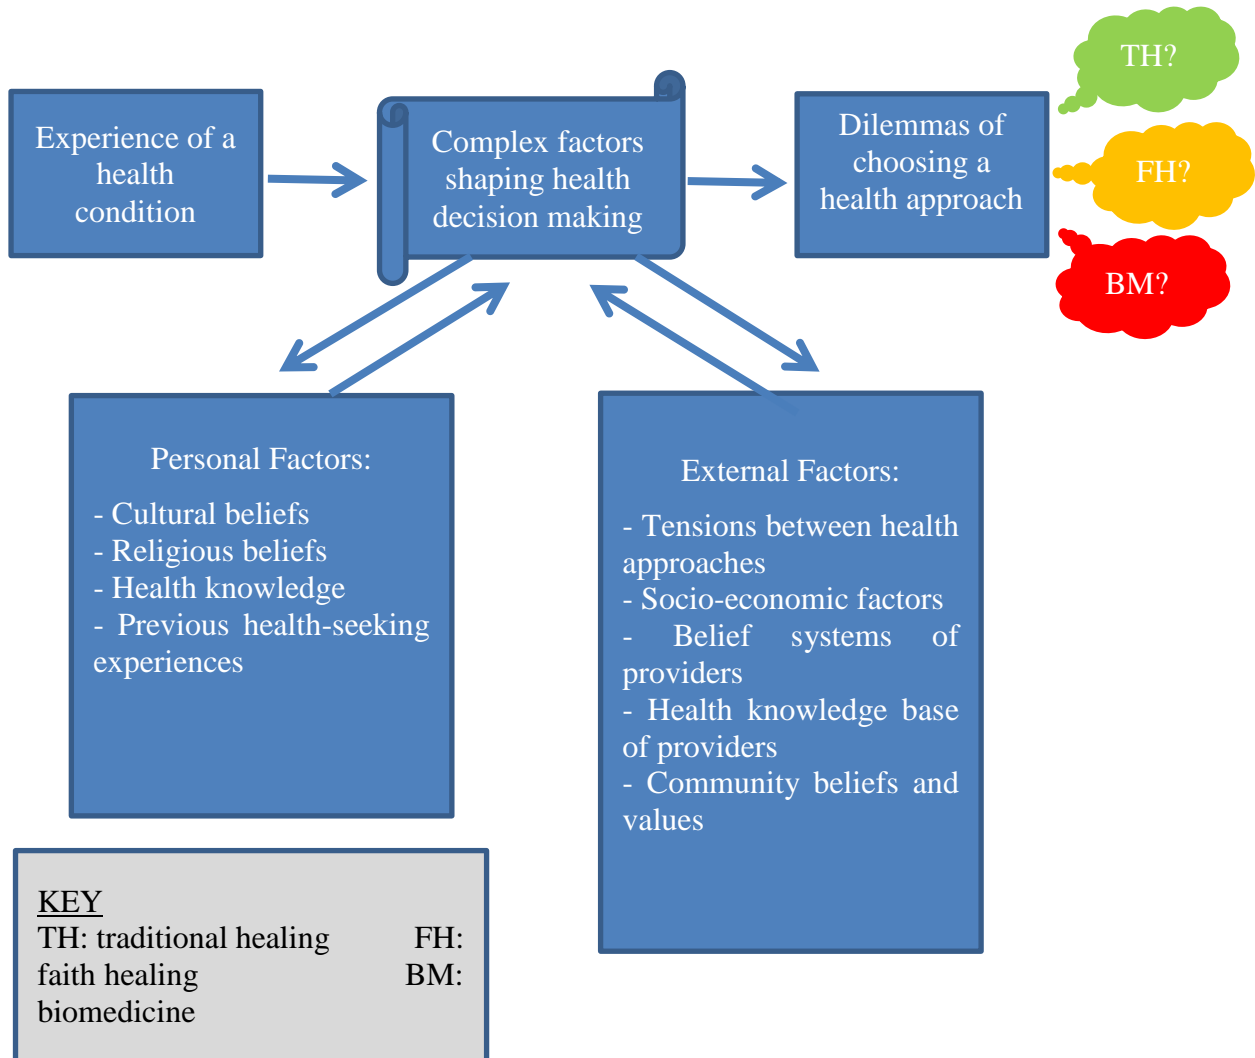 Experience of a
health
condition
Complex factors
shaping health
decision making
Dilemmas of
choosing a
health approach
TH?
FH?
BM?
Personal Factors:
- Cultural beliefs
- Religious beliefs
- Health knowledge
- Previous health-seeking
experiences
External Factors:
- Tensions between health
approaches
- Socio-economic factors
- Belief systems of
providers
- Health knowledge base
of providers
- Community beliefs and
values
KEY
TH: traditional healing FH:
faith healing BM:
biomedicine